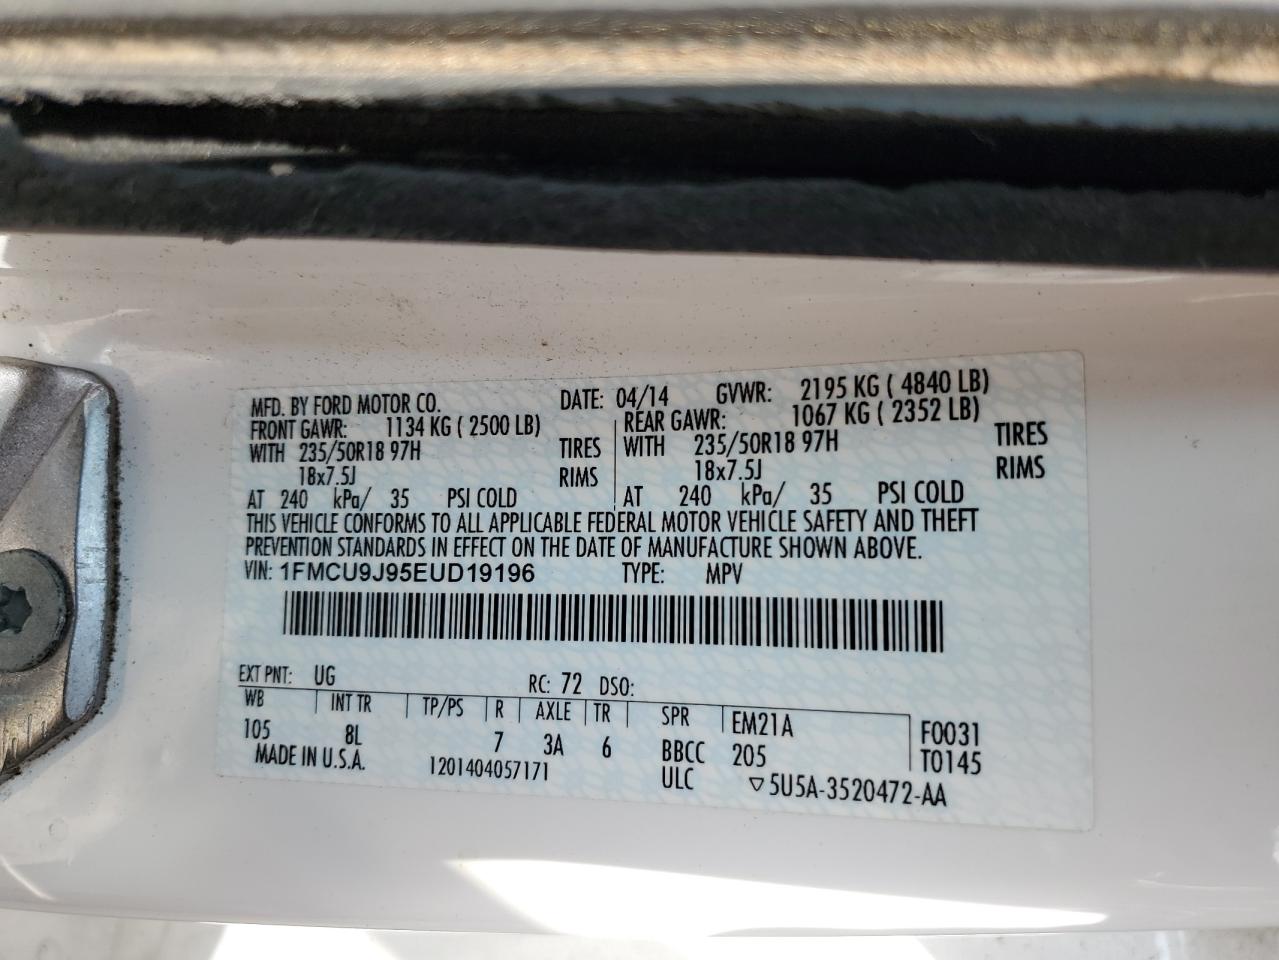 MFD. BY FORD MOTOR CO. DATE: 04/14 GVWR: 2195 KG ( 4840 LB)
FRONT GAWR: 1134 KG ( 2500 LB) REAR GAWR: 1067 KG ( 2352 LB)
WITH 235/50R18 97H TIRES WITH 235/50R18 97H TIRES
18x7.5J RIMS 18x7.5J RIMS
AT 240 kPa/ 35 PSI COLD AT 240 kPa/ 35 PSI COLD
THIS VEHICLE CONFORMS TO ALL APPLICABLE FEDERAL MOTOR VEHICLE SAFETY AND THEFT
PREVENTION STANDARDS IN EFFECT ON THE DATE OF MANUFACTURE SHOWN ABOVE.
VIN: 1FMCU9J95EUD19196 TYPE: MPV
EXT PNT: UG RC: 72 DSO:
WB INT TR TP/PS R AXLE TR SPR EM21A F0031
105 8L 7 3A 6 BBCC 205 T0145
MADE IN U.S.A. 1201404057171 ULC ▽5U5A-3520472-AA